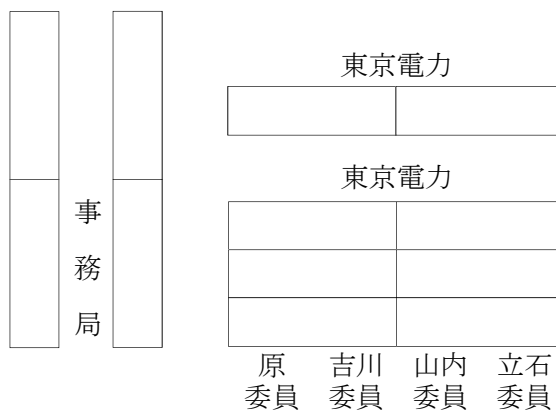 東京電力
東京電力
事務局
原 吉川 山内 立石
委員 委員 委員 委員